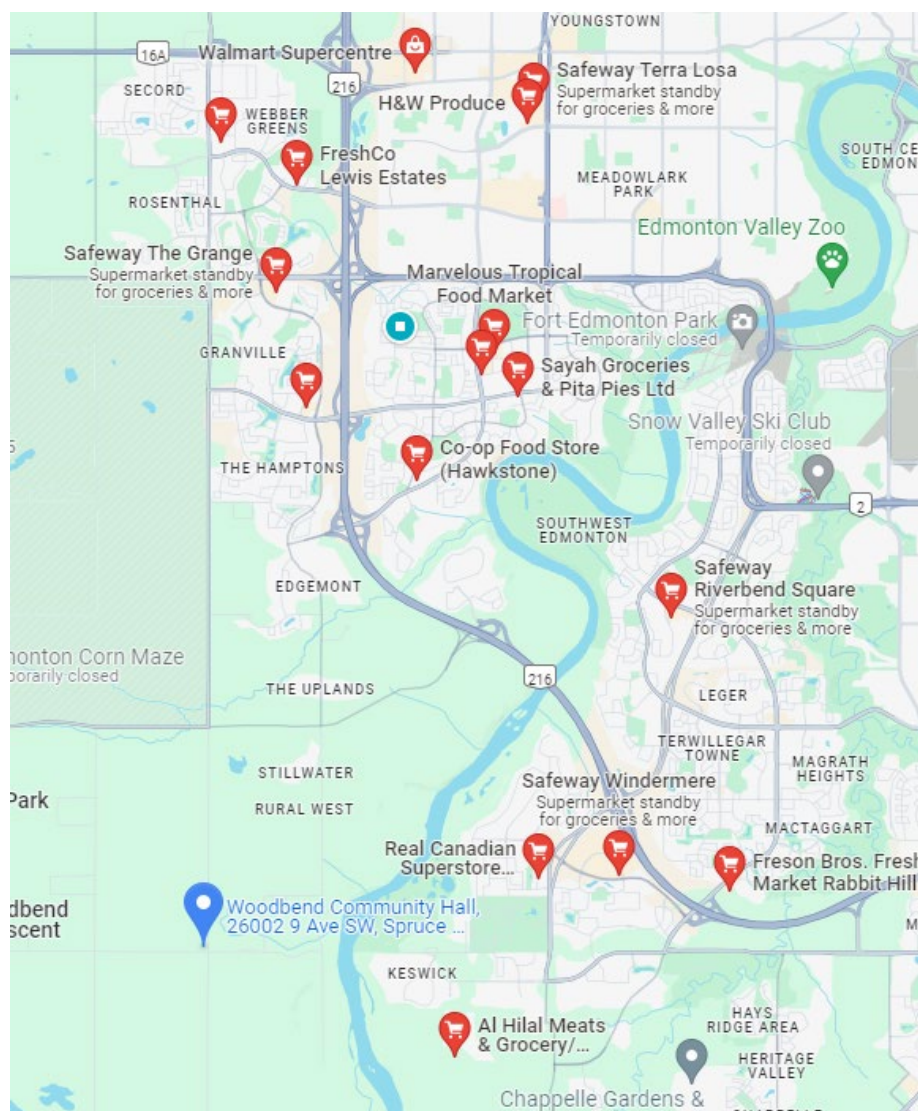 YOUNGSTOWN
16A
Walmart Supercentre
216
Safeway Terra Losa
Supermarket standby
for groceries & more
SECORD
WEBBER
GREENS
H&W Produce
FreshCo
Lewis Estates
SOUTH CE
EDMON
MEADOWLARK
PARK
ROSENTHAL
Edmonton Valley Zoo
Safeway The Grange
Supermarket standby
for groceries & more
Marvelous Tropical
Food Market
Fort Edmonton Park
Temporarily closed
GRANVILLE
Sayah Groceries
& Pita Pies Ltd
Snow Valley Ski Club
Temporarily closed
Co-op Food Store
(Hawkstone)
THE HAMPTONS
2
SOUTHWEST
EDMONTON
Safeway
Riverbend Square
Supermarket standby
for groceries & more
EDGEMONT
monton Corn Maze
porarily closed
216
THE UPLANDS
LEGER
TERWILLEGAR
TOWNE
MAGRATH
HEIGHTS
STILLWATER
Safeway Windermere
Supermarket standby
for groceries & more
Park
RURAL WEST
MACTAGGART
Real Canadian
Superstore...
Freson Bros. Fresh
Market Rabbit Hill
dbend
scent
Woodbend Community Hall,
26002 9 Ave SW, Spruce ...
M
KESWICK
Al Hilal Meats
& Grocery/...
HAYS
RIDGE AREA
HERITAGE
VALLEY
Chappelle Gardens &